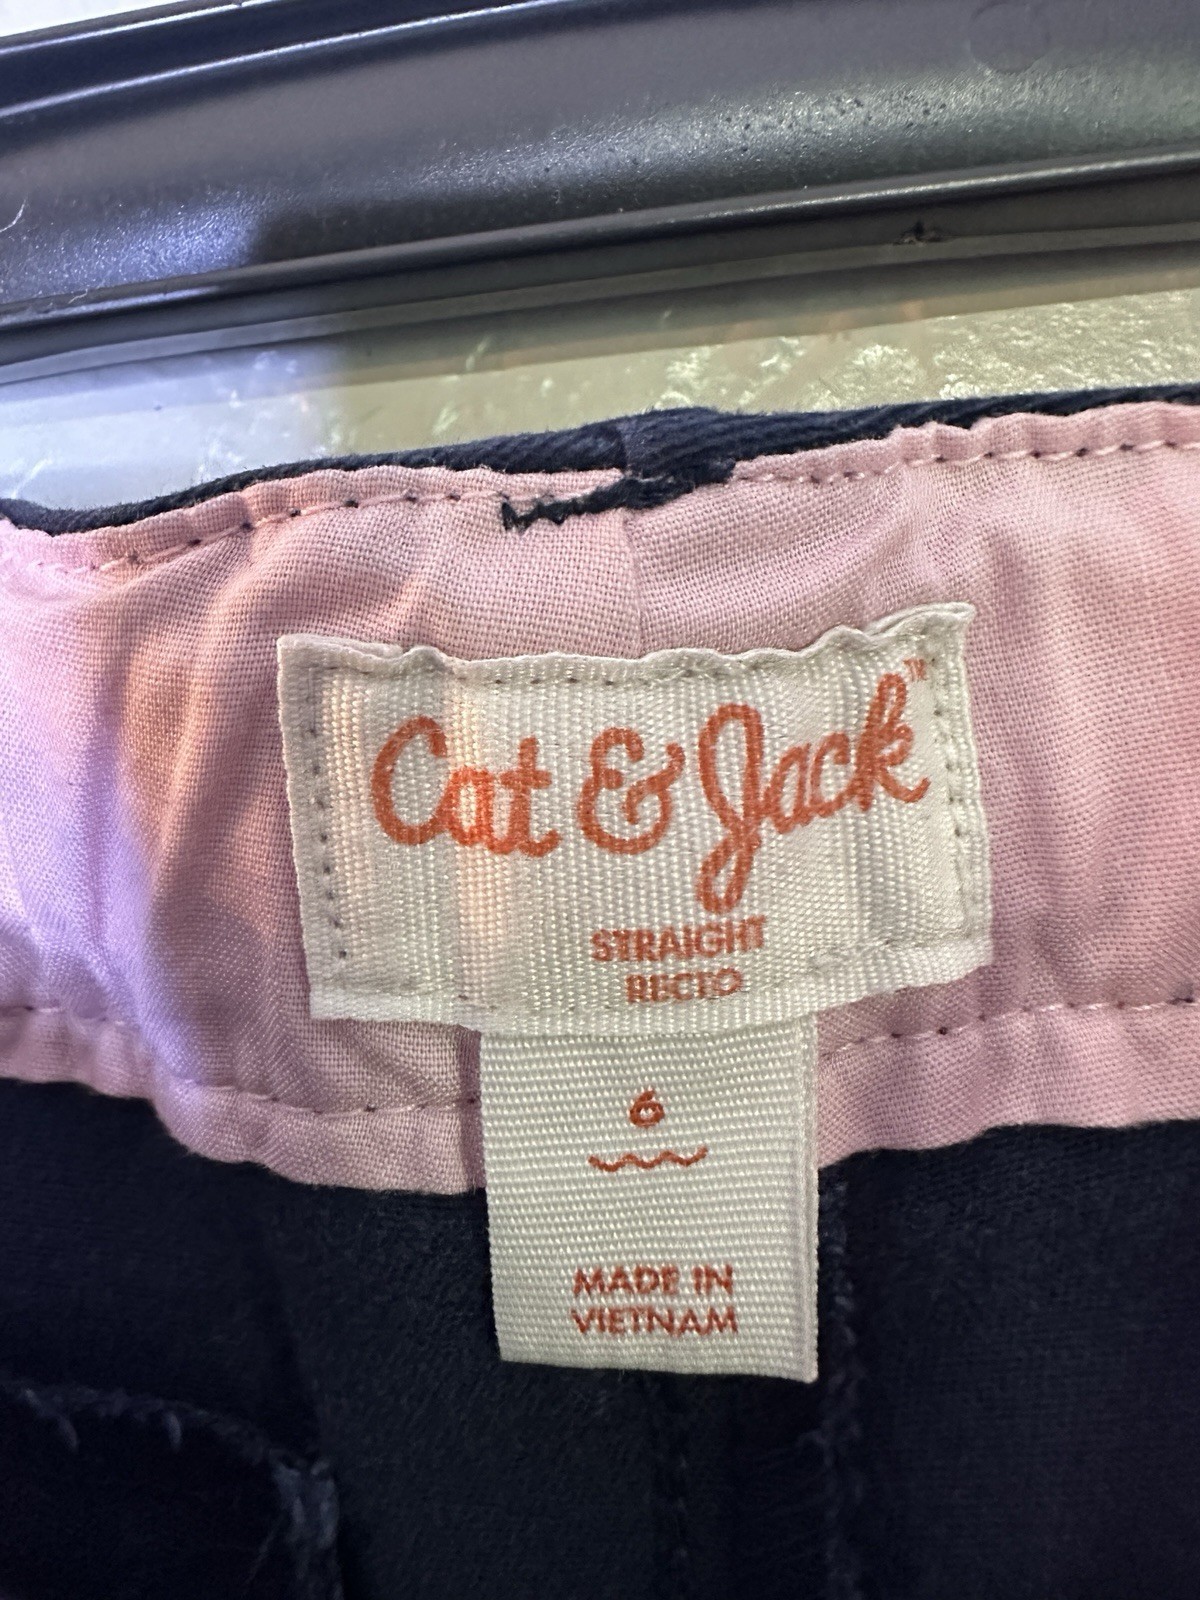 Cat & Jack™
STRAIGHT
RECTO
6
MADE IN
VIETNAM